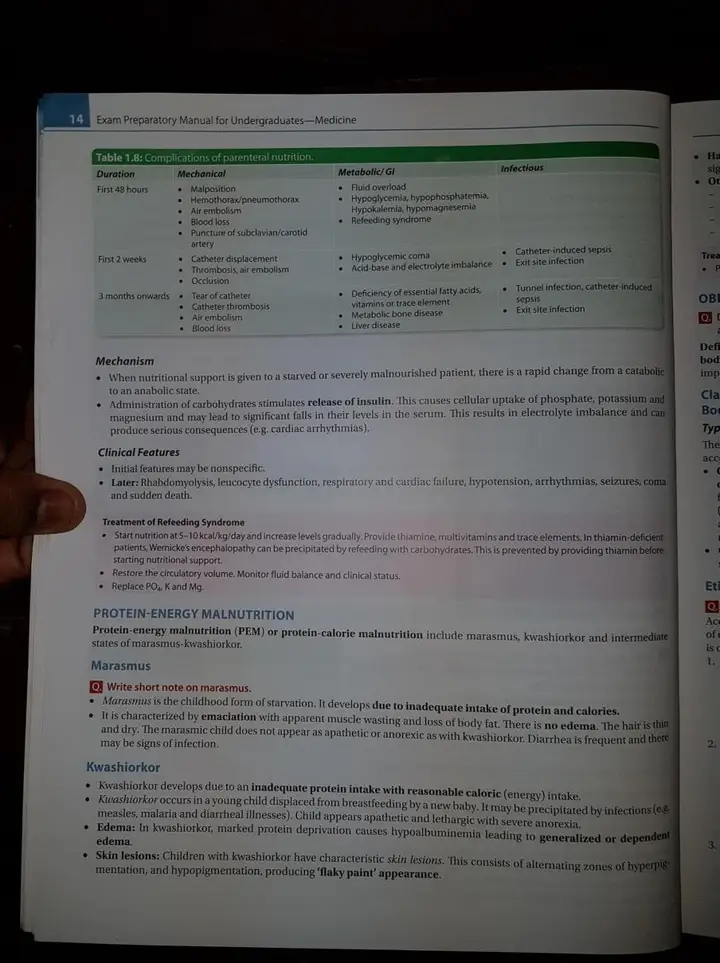 14 Exam Preparatory Manual for Undergraduates—Medicine
Table 1.8: Complications of parenteral nutrition.
Duration Mechanical Metabolic/ GI Infectious
First 48 hours
• Malposition
• Hemothorax/pneumothorax
• Air embolism
• Blood loss
• Puncture of subclavian/carotid
artery
• Fluid overload
• Hypoglycemia, hypophosphatemia,
Hypokalemia, hypomagnesemia
• Refeeding syndrome
First 2 weeks
• Catheter displacement
• Thrombosis, air embolism
• Occlusion
• Hypoglycemic coma
• Acid-base and electrolyte imbalance
• Catheter-induced sepsis
• Exit site infection
3 months onwards
• Tear of catheter
• Catheter thrombosis
• Air embolism
• Blood loss
• Deficiency of essential fatty acids,
vitamins or trace element
• Metabolic bone disease
• Liver disease
• Tunnel infection, catheter-induced
sepsis
• Exit site infection
Mechanism
• When nutritional support is given to a starved or severely malnourished patient, there is a rapid change from a catabolic
to an anabolic state.
• Administration of carbohydrates stimulates release of insulin. This causes cellular uptake of phosphate, potassium and
magnesium and may lead to significant falls in their levels in the serum. This results in electrolyte imbalance and can
produce serious consequences (e.g. cardiac arrhythmias).
Clinical Features
• Initial features may be nonspecific.
• Later: Rhabdomyolysis, leucocyte dysfunction, respiratory and cardiac failure, hypotension, arrhythmias, seizures, coma
and sudden death.
Treatment of Refeeding Syndrome
• Start nutrition at 5–10 kcal/kg/day and increase levels gradually. Provide thiamine, multivitamins and trace elements. In thiamin-deficient
patients, Wernicke's encephalopathy can be precipitated by refeeding with carbohydrates. This is prevented by providing thiamin before
starting nutritional support.
• Restore the circulatory volume. Monitor fluid balance and clinical status.
• Replace PO₄, K and Mg.
PROTEIN-ENERGY MALNUTRITION
Protein-energy malnutrition (PEM) or protein-calorie malnutrition include marasmus, kwashiorkor and intermediate
states of marasmus-kwashiorkor.
Marasmus
Q. Write short note on marasmus.
• Marasmus is the childhood form of starvation. It develops due to inadequate intake of protein and calories.
• It is characterized by emaciation with apparent muscle wasting and loss of body fat. There is no edema. The hair is thin
and dry. The marasmic child does not appear as apathetic or anorexic as with kwashiorkor. Diarrhea is frequent and there
may be signs of infection.
Kwashiorkor
• Kwashiorkor develops due to an inadequate protein intake with reasonable caloric (energy) intake.
• Kwashiorkor occurs in a young child displaced from breastfeeding by a new baby. It may be precipitated by infections (e.g.
measles, malaria and diarrheal illnesses). Child appears apathetic and lethargic with severe anorexia.
• Edema: In kwashiorkor, marked protein deprivation causes hypoalbuminemia leading to generalized or dependent
edema.
• Skin lesions: Children with kwashiorkor have characteristic skin lesions. This consists of alternating zones of hyperpig-
mentation, and hypopigmentation, producing 'flaky paint' appearance.
• Ha
sig
• Ot
Trea
• P
OBE
Q.
Defi
bod
imp
Cla
Bo
Typ
The
acc
Eti
Q.
Acc
of
is c
1.
2.
3.